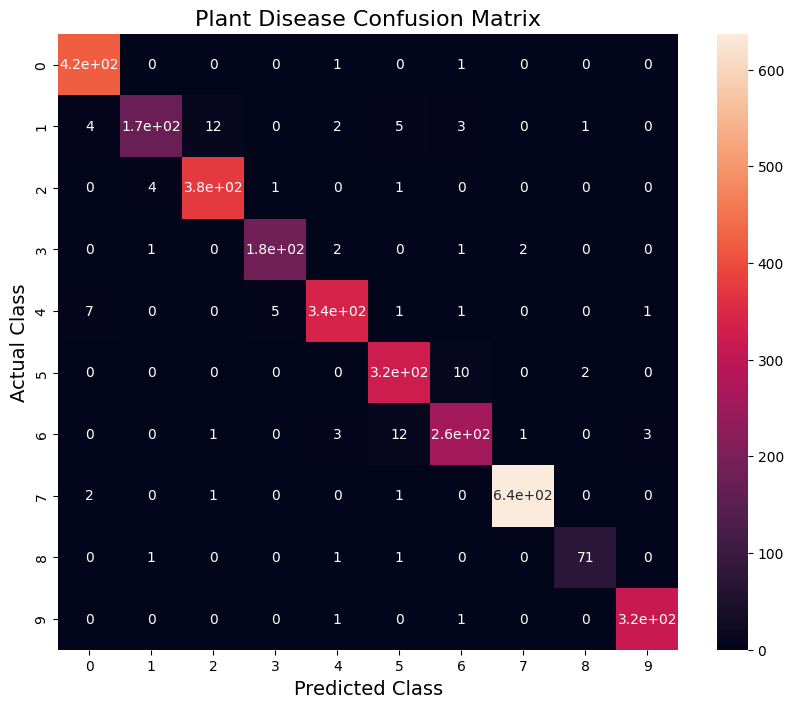 Plant Disease Confusion Matrix
0 4.2e+02 0 0 0 1 0 1 0 0 0
1 4 1.7e+02 12 0 2 5 3 0 1 0
2 0 4 3.8e+02 1 0 1 0 0 0 0
3 0 1 0 1.8e+02 2 0 1 2 0 0
4 7 0 0 5 3.4e+02 1 1 0 0 1
5 0 0 0 0 0 3.2e+02 10 0 2 0
6 0 0 1 0 3 12 2.6e+02 1 0 3
7 2 0 1 0 0 1 0 6.4e+02 0 0
8 0 1 0 0 1 1 0 0 71 0
9 0 0 0 0 1 0 1 0 0 3.2e+02
0 1 2 3 4 5 6 7 8 9
Actual Class
Predicted Class
600
500
400
300
200
100
0